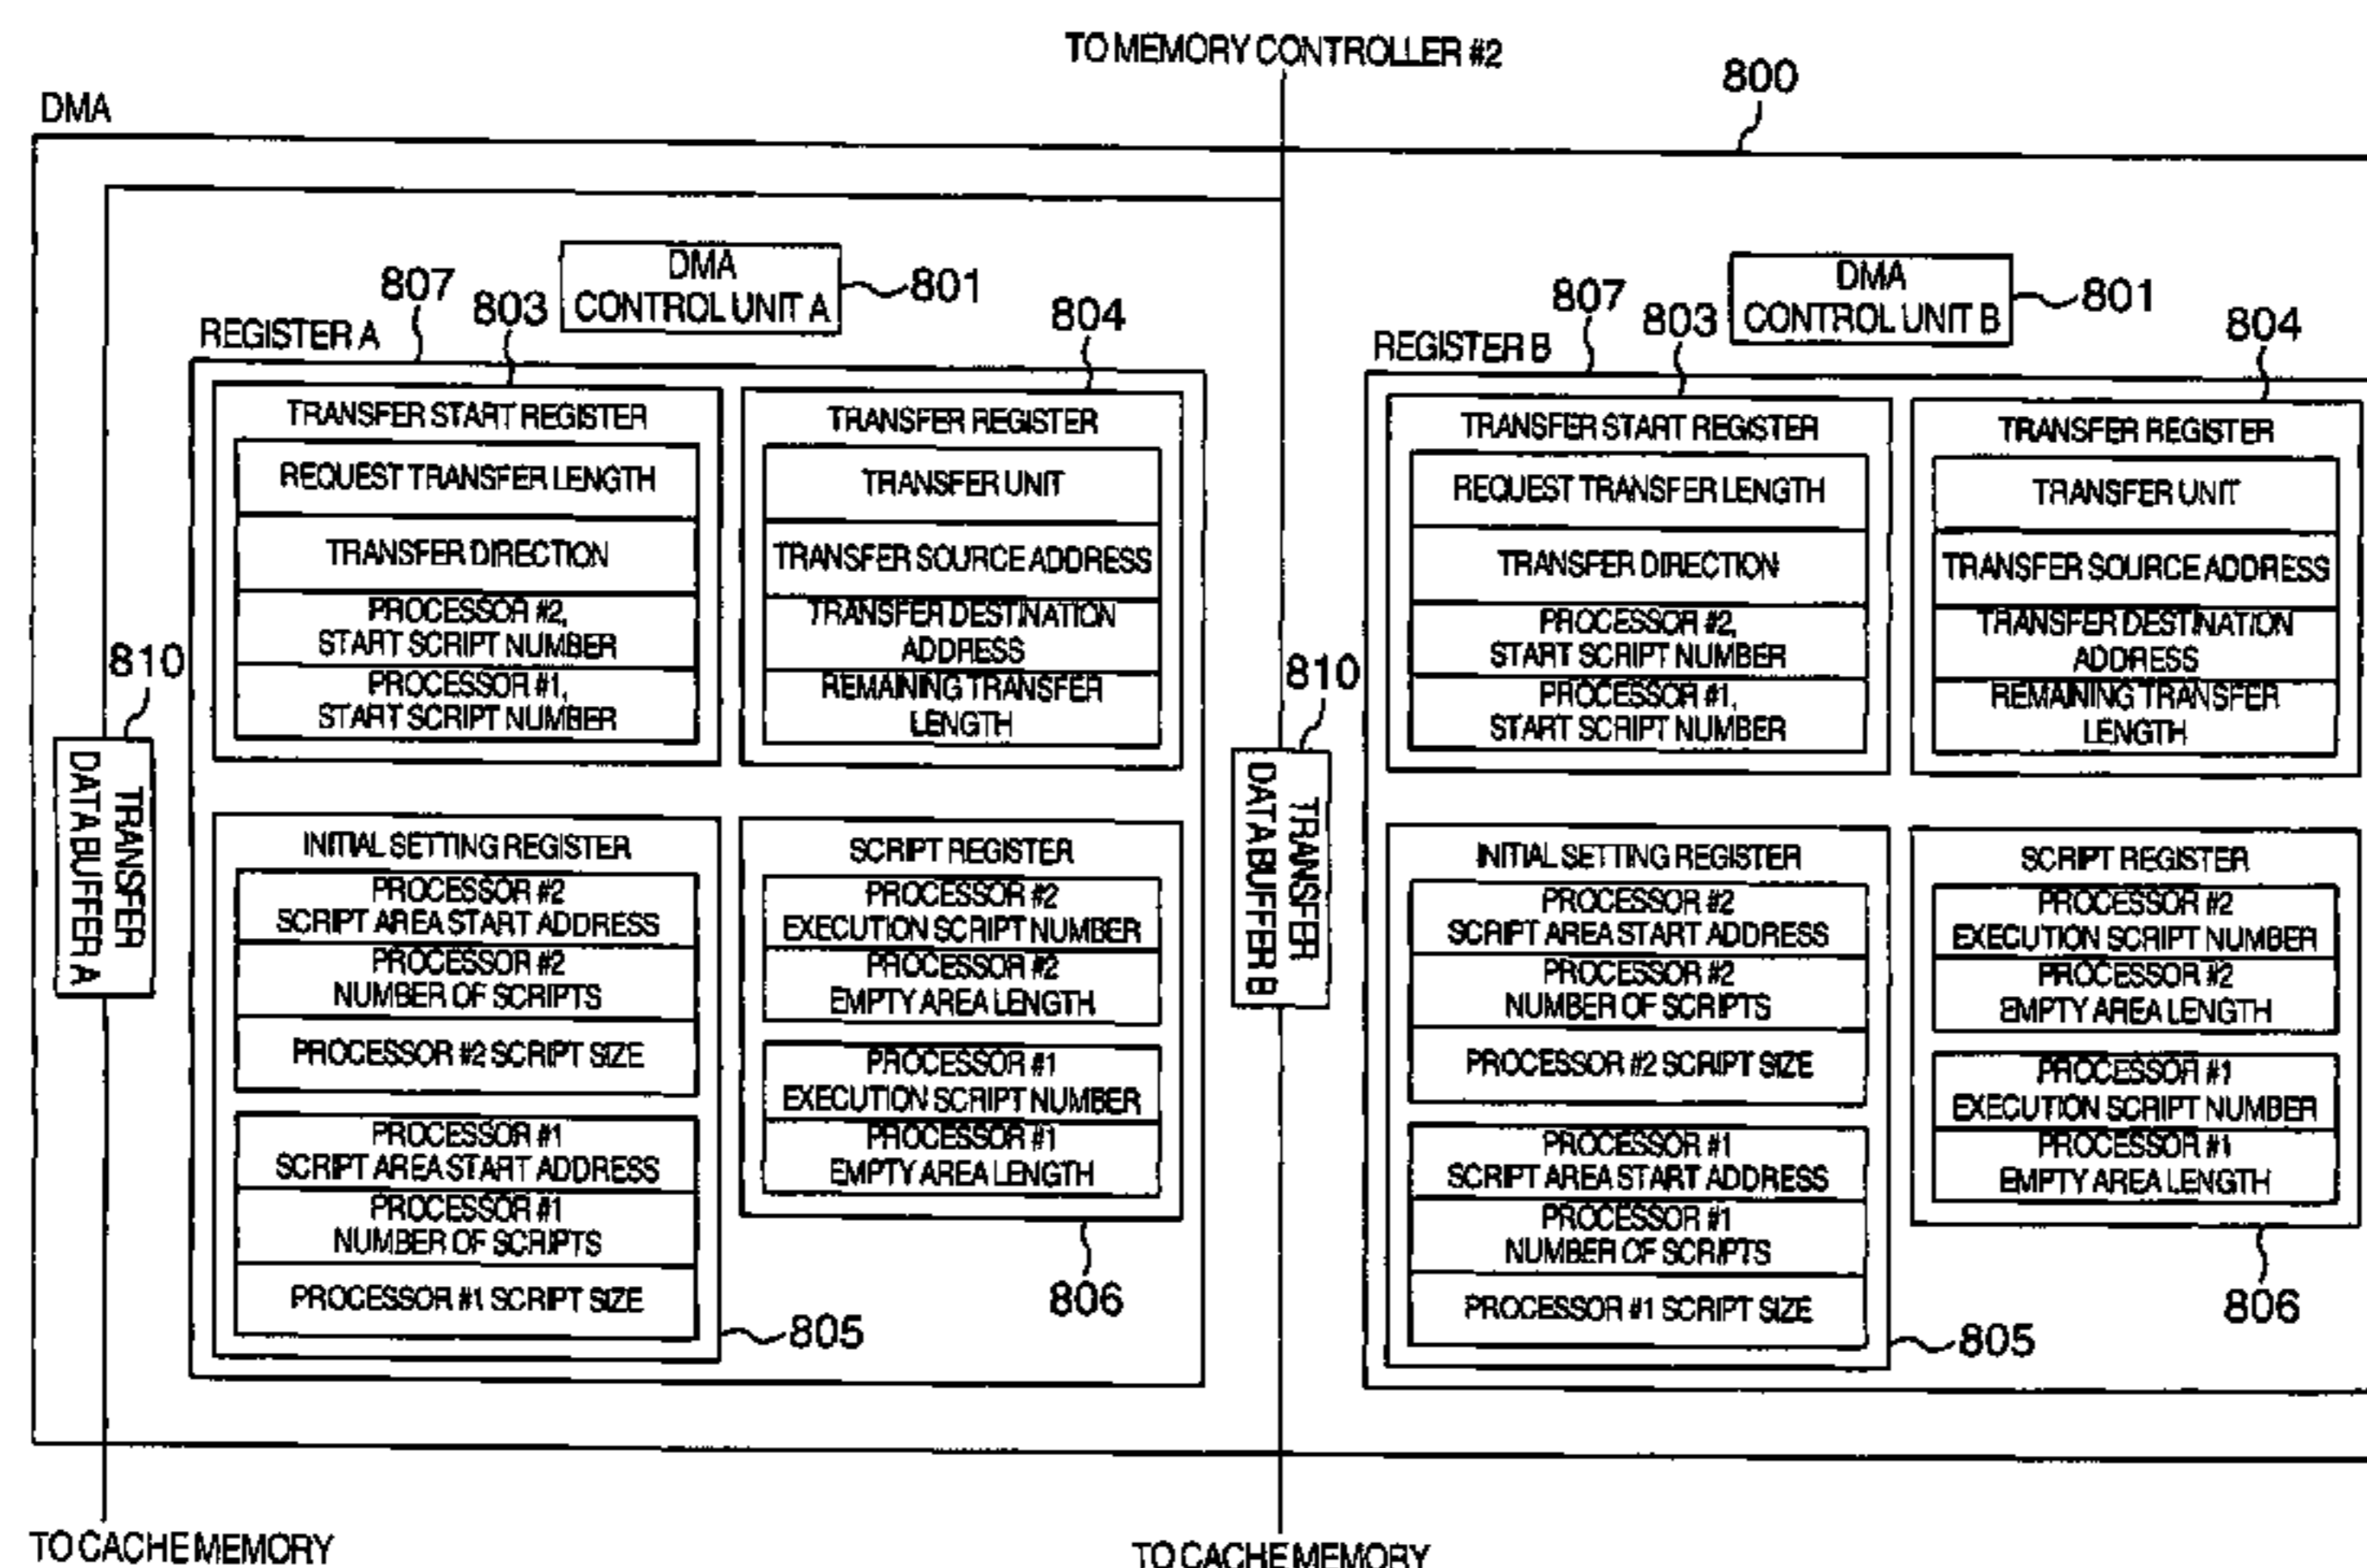 TO MEMORY CONTROLLER #2
800
DMA
DMA
CONTROL UNIT A
801
807
803
804
REGISTER A
TRANSFER START REGISTER
REQUEST TRANSFER LENGTH
TRANSFER DIRECTION
PROCESSOR #2,
START SCRIPT NUMBER
PROCESSOR #1,
START SCRIPT NUMBER
TRANSFER REGISTER
TRANSFER UNIT
TRANSFER SOURCE ADDRESS
TRANSFER DESTINATION
ADDRESS
REMAINING TRANSFER
LENGTH
810
TRANSFER
DATA BUFFER A
INITIAL SETTING REGISTER
PROCESSOR #2
SCRIPT AREA START ADDRESS
PROCESSOR #2
NUMBER OF SCRIPTS
PROCESSOR #2 SCRIPT SIZE
PROCESSOR #1
SCRIPT AREA START ADDRESS
PROCESSOR #1
NUMBER OF SCRIPTS
PROCESSOR #1 SCRIPT SIZE
805
SCRIPT REGISTER
PROCESSOR #2
EXECUTION SCRIPT NUMBER
PROCESSOR #2
EMPTY AREA LENGTH
PROCESSOR #1
EXECUTION SCRIPT NUMBER
PROCESSOR #1
EMPTY AREA LENGTH
806
DMA
CONTROL UNIT B
801
807
803
804
REGISTER B
TRANSFER START REGISTER
REQUEST TRANSFER LENGTH
TRANSFER DIRECTION
PROCESSOR #2,
START SCRIPT NUMBER
PROCESSOR #1,
START SCRIPT NUMBER
TRANSFER REGISTER
TRANSFER UNIT
TRANSFER SOURCE ADDRESS
TRANSFER DESTINATION
ADDRESS
REMAINING TRANSFER
LENGTH
810
TRANSFER
DATA BUFFER B
INITIAL SETTING REGISTER
PROCESSOR #2
SCRIPT AREA START ADDRESS
PROCESSOR #2
NUMBER OF SCRIPTS
PROCESSOR #2 SCRIPT SIZE
PROCESSOR #1
SCRIPT AREA START ADDRESS
PROCESSOR #1
NUMBER OF SCRIPTS
PROCESSOR #1 SCRIPT SIZE
805
SCRIPT REGISTER
PROCESSOR #2
EXECUTION SCRIPT NUMBER
PROCESSOR #2
EMPTY AREA LENGTH
PROCESSOR #1
EXECUTION SCRIPT NUMBER
PROCESSOR #1
EMPTY AREA LENGTH
806
TO CACHE MEMORY
TO CACHE MEMORY